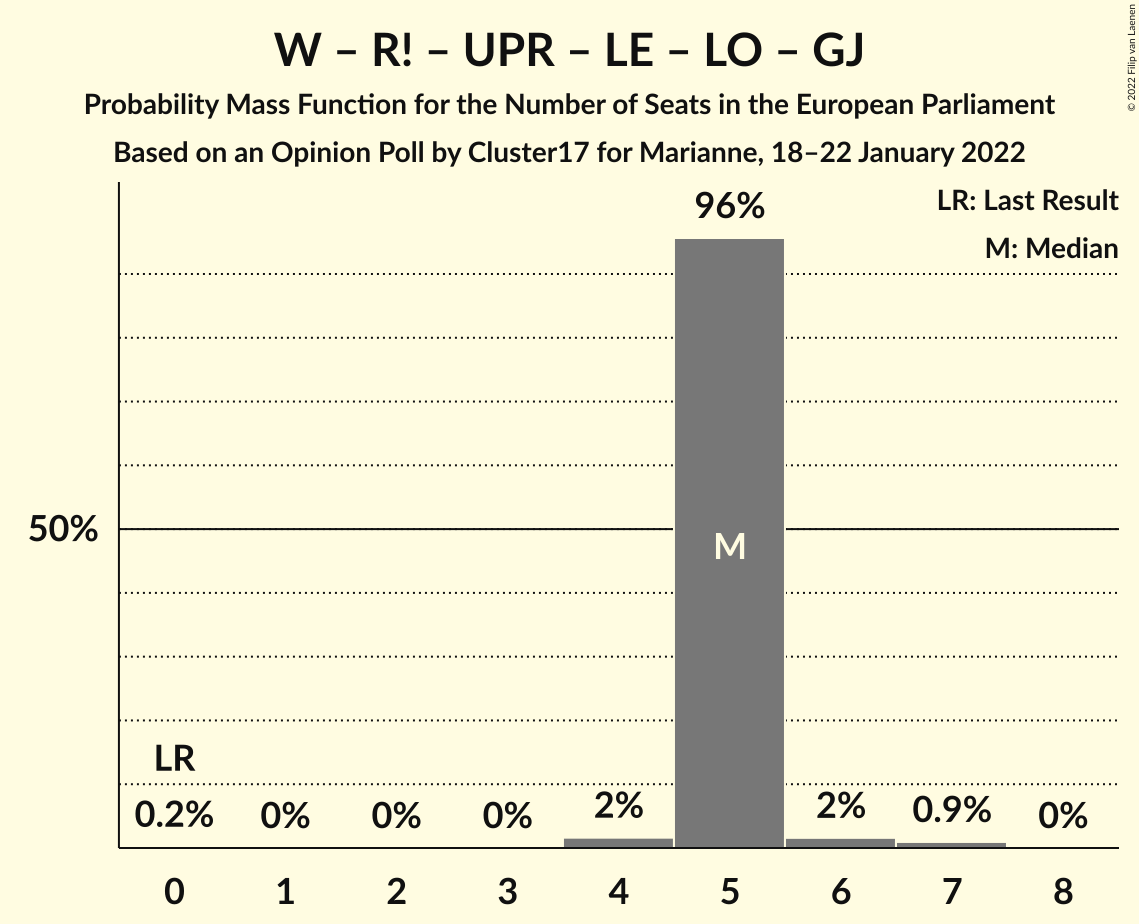 W – R! – UPR – LE – LO – GJ
Probability Mass Function for the Number of Seats in the European Parliament
Based on an Opinion Poll by Cluster17 for Marianne, 18–22 January 2022
© 2022 Filip van Laenen
LR: Last Result
M: Median
96%
50%
M
LR
0.2% 0% 0% 0% 2% 2% 0.9% 0%
0 1 2 3 4 5 6 7 8